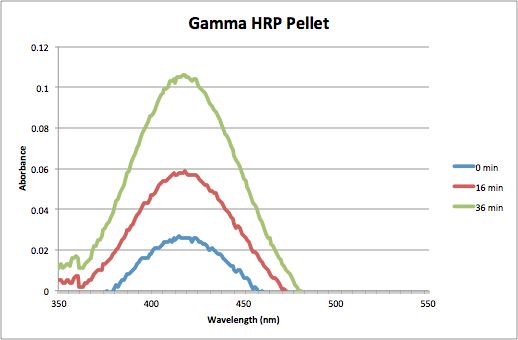 Gamma HRP Pellet
0.12
0.1
0.08
0.06
0.04
0.02
0
Absorbance
350 400 450 500 550
Wavelength (nm)
0 min
16 min
36 min